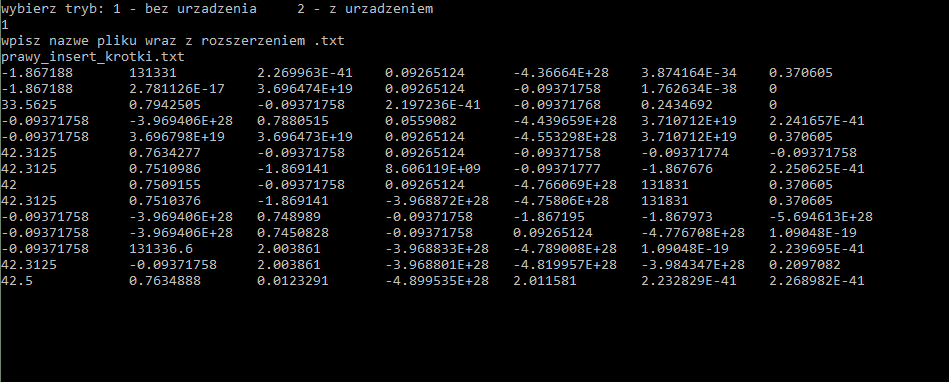 wybierz tryb: 1 - bez urzadzenia 2 - z urzadzeniem
1
wpisz nazwe pliku wraz z rozszerzeniem .txt
prawy_insert_krotki.txt
-1.867188 131331 2.269963E-41 0.09265124 -4.36664E+28 3.874164E-34 0.370605
-1.867188 2.781126E-17 3.696474E+19 0.09265124 -0.09371758 1.762634E-38 0
33.5625 0.7942505 -0.09371758 2.197236E-41 -0.09371768 0.2434692 0
-0.09371758 -3.969406E+28 0.7880515 0.0559082 -4.439659E+28 3.710712E+19 2.241657E-41
-0.09371758 3.696798E+19 3.696473E+19 0.09265124 -4.553298E+28 3.710712E+19 0.370605
42.3125 0.7634277 -0.09371758 0.09265124 -0.09371758 -0.09371774 -0.09371758
42.3125 0.7510986 -1.869141 8.606119E+09 -0.09371777 -1.867676 2.250625E-41
42 0.7509155 -0.09371758 0.09265124 -4.766069E+28 131831 0.370605
42.3125 0.7510376 -1.869141 -3.968872E+28 -4.75806E+28 131831 0.370605
-0.09371758 -3.969406E+28 0.748989 -0.09371758 -1.867195 -1.867973 -5.694613E+28
-0.09371758 -3.969406E+28 0.7450828 -0.09371758 0.09265124 -4.776708E+28 1.09048E-19
-0.09371758 131336.6 2.003861 -3.968833E+28 -4.789008E+28 1.09048E-19 2.239695E-41
42.3125 -0.09371758 2.003861 -3.968801E+28 -4.819957E+28 -3.984347E+28 0.2097082
42.5 0.7634888 0.0123291 -4.899535E+28 2.011581 2.232829E-41 2.268982E-41